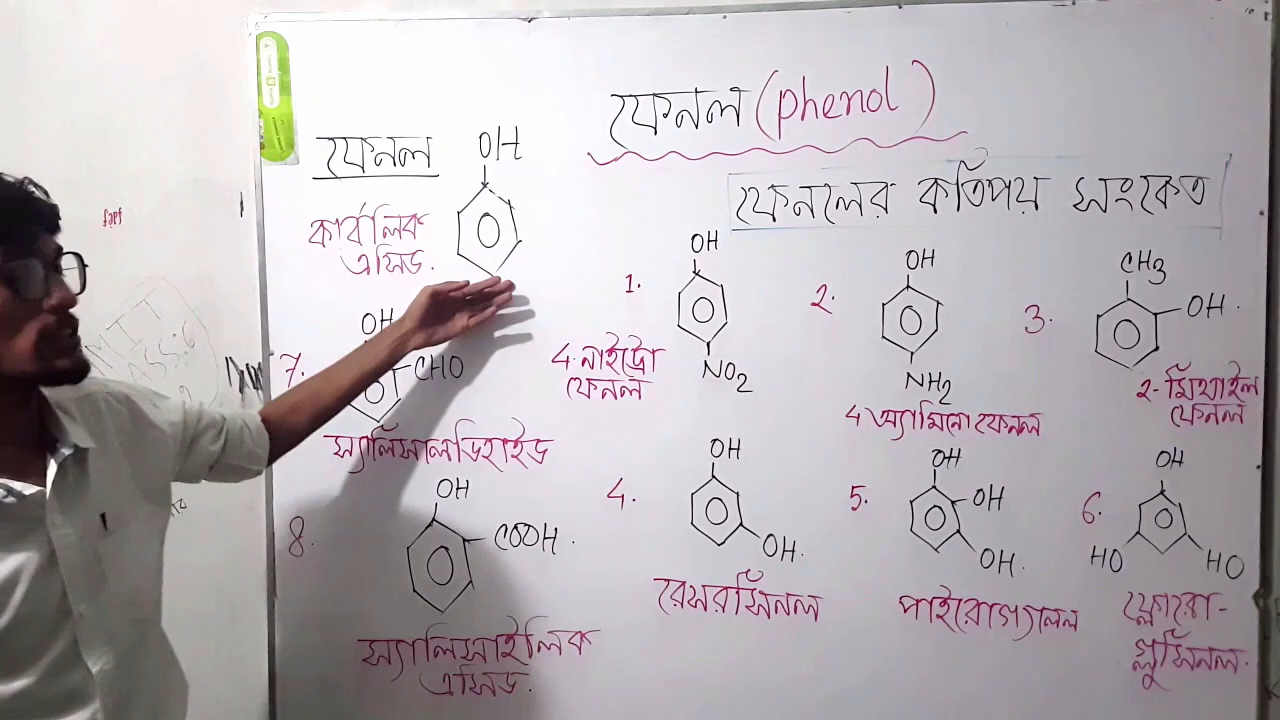 ফেনল (phenol)
ফেনলের কতিপয় সংকেত
ফেনল
OH
কার্বলিক
এসিড.
1.
OH
NO2
4-নাইট্রো
ফেনল
2.
OH
NH2
4 অ্যামিনো ফেনল
3.
CH3
OH.
2-মিথাইল
ফেনল
4.
OH
OH.
রেসরসিনল
5.
OH
OH
OH.
পাইরোগ্যালল
6.
OH
HO
HO
ফ্লোরো-
গ্লুসিনল.
7.
OH
CHO
স্যালিসালডিহাইড
8.
OH
COOH.
স্যালিসাইলিক
এসিড.